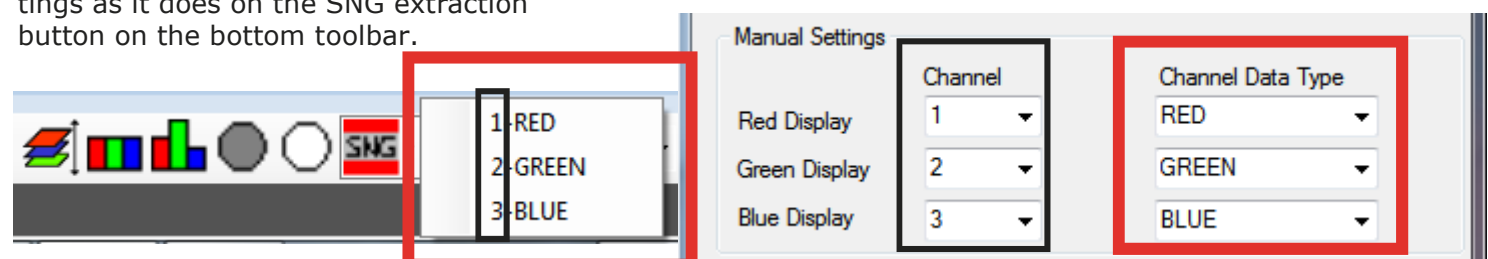 tings as it does on the SNG extraction
button on the bottom toolbar.
SNG
1-RED
2-GREEN
3-BLUE
Manual Settings
Channel
Channel Data Type
Red Display
1
RED
Green Display
2
GREEN
Blue Display
3
BLUE